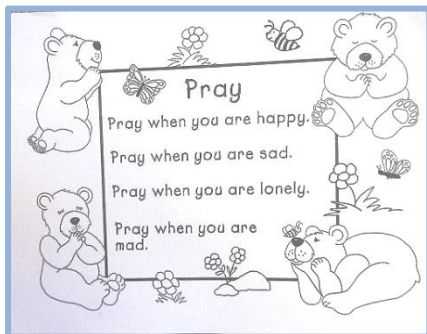 Pray
Pray when you are happy.
Pray when you are sad.
Pray when you are lonely.
Pray when you are
mad.